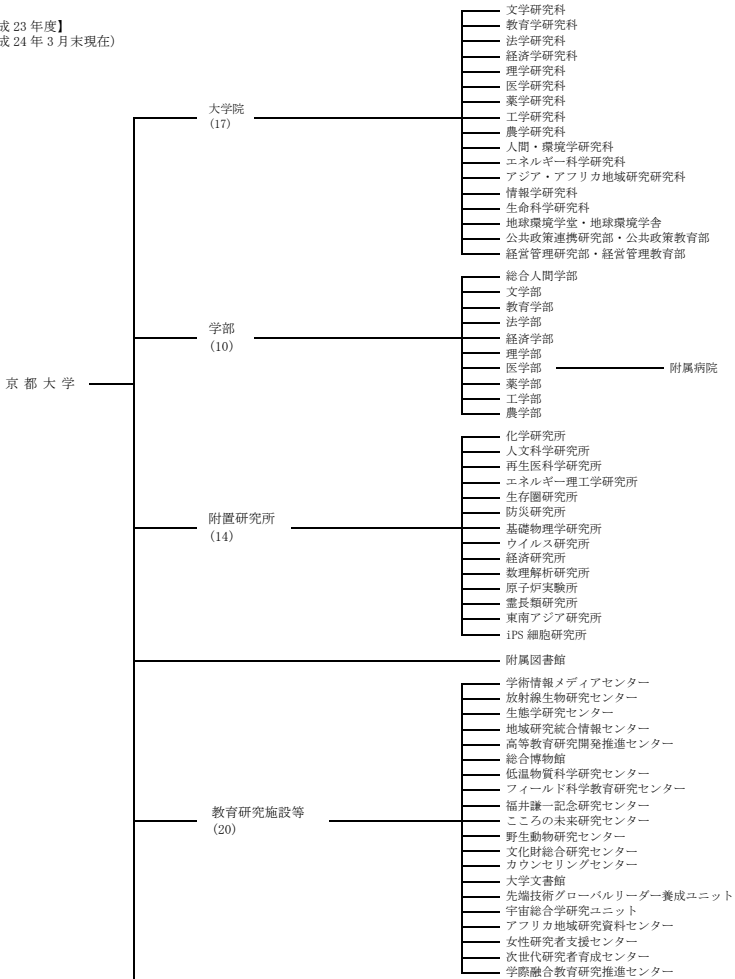 成 23 年度】
成 24 年 3 月末現在）
京 都 大 学
大学院
(17)
文学研究科
教育学研究科
法学研究科
経済学研究科
理学研究科
医学研究科
薬学研究科
工学研究科
農学研究科
人間・環境学研究科
エネルギー科学研究科
アジア・アフリカ地域研究研究科
情報学研究科
生命科学研究科
地球環境学堂・地球環境学舎
公共政策連携研究部・公共政策教育部
経営管理研究部・経営管理教育部
学部
(10)
総合人間学部
文学部
教育学部
法学部
経済学部
理学部
医学部 附属病院
薬学部
工学部
農学部
附置研究所
(14)
化学研究所
人文科学研究所
再生医科学研究所
エネルギー理工学研究所
生存圏研究所
防災研究所
基礎物理学研究所
ウイルス研究所
経済研究所
数理解析研究所
原子炉実験所
霊長類研究所
東南アジア研究所
iPS 細胞研究所
附属図書館
教育研究施設等
(20)
学術情報メディアセンター
放射線生物研究センター
生態学研究センター
地域研究統合情報センター
高等教育研究開発推進センター
総合博物館
低温物質科学研究センター
フィールド科学教育研究センター
福井謙一記念研究センター
こころの未来研究センター
野生動物研究センター
文化財総合研究センター
カウンセリングセンター
大学文書館
先端技術グローバルリーダー養成ユニット
宇宙総合学研究ユニット
アフリカ地域研究資料センター
女性研究者支援センター
次世代研究者育成センター
学際融合教育研究推進センター